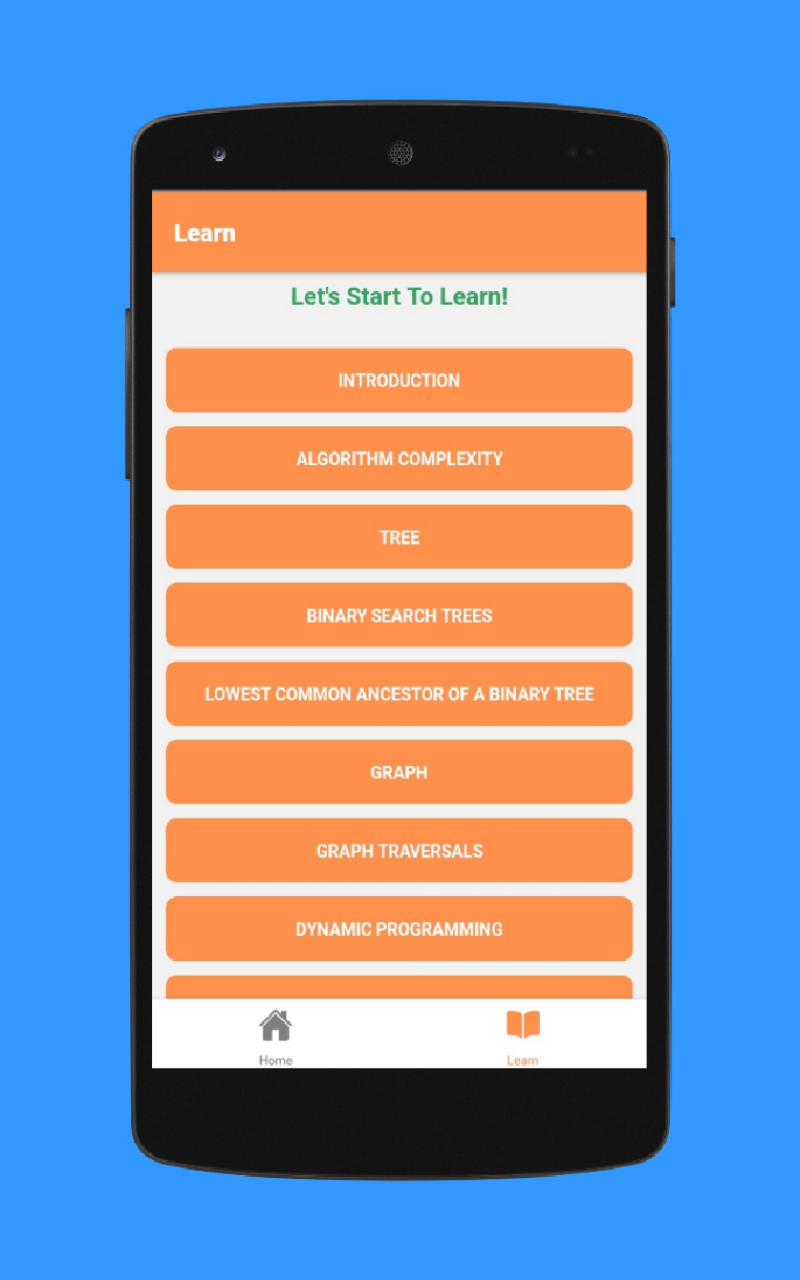 Learn
Let's Start To Learn!
INTRODUCTION
ALGORITHM COMPLEXITY
TREE
BINARY SEARCH TREES
LOWEST COMMON ANCESTOR OF A BINARY TREE
GRAPH
GRAPH TRAVERSALS
DYNAMIC PROGRAMMING
Home
Learn